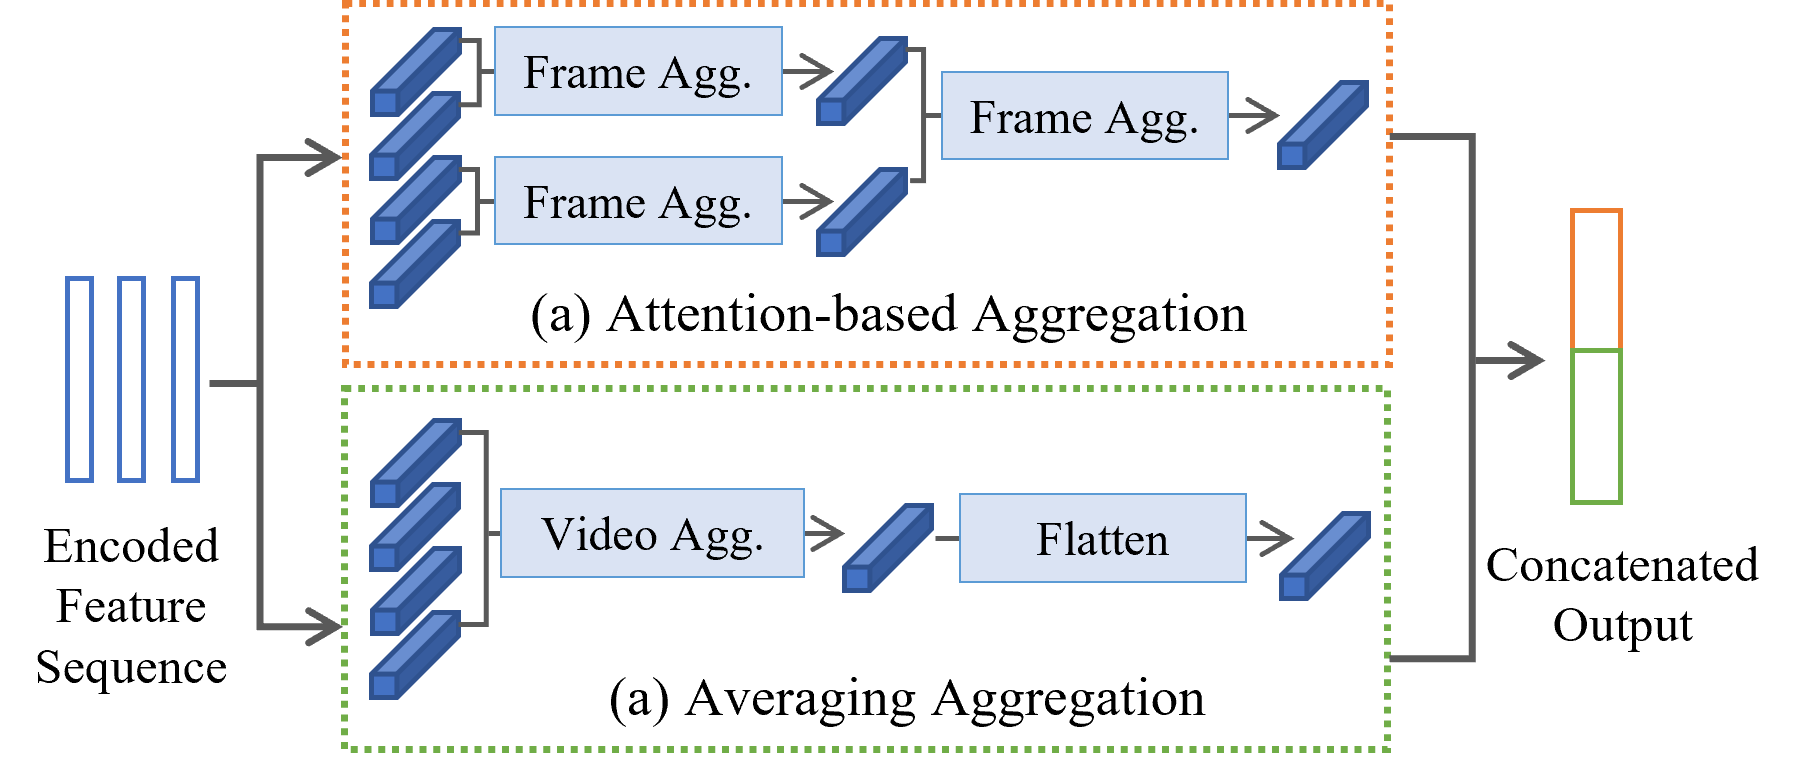 Frame Agg.
Frame Agg.
Frame Agg.
(a) Attention-based Aggregation
Encoded
Feature
Sequence
Video Agg.
Flatten
(a) Averaging Aggregation
Concatenated
Output